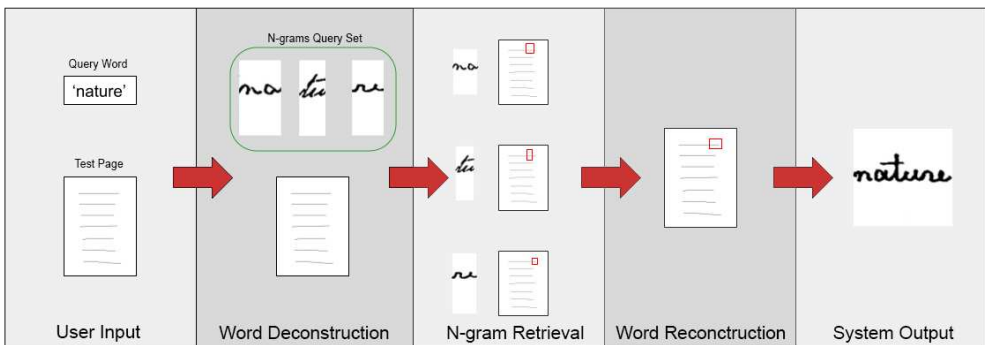 Query Word
'nature'
Test Page
User Input
N-grams Query Set
na tu re
Word Deconstruction
na
tu
re
N-gram Retrieval
Word Reconctruction
nature
System Output